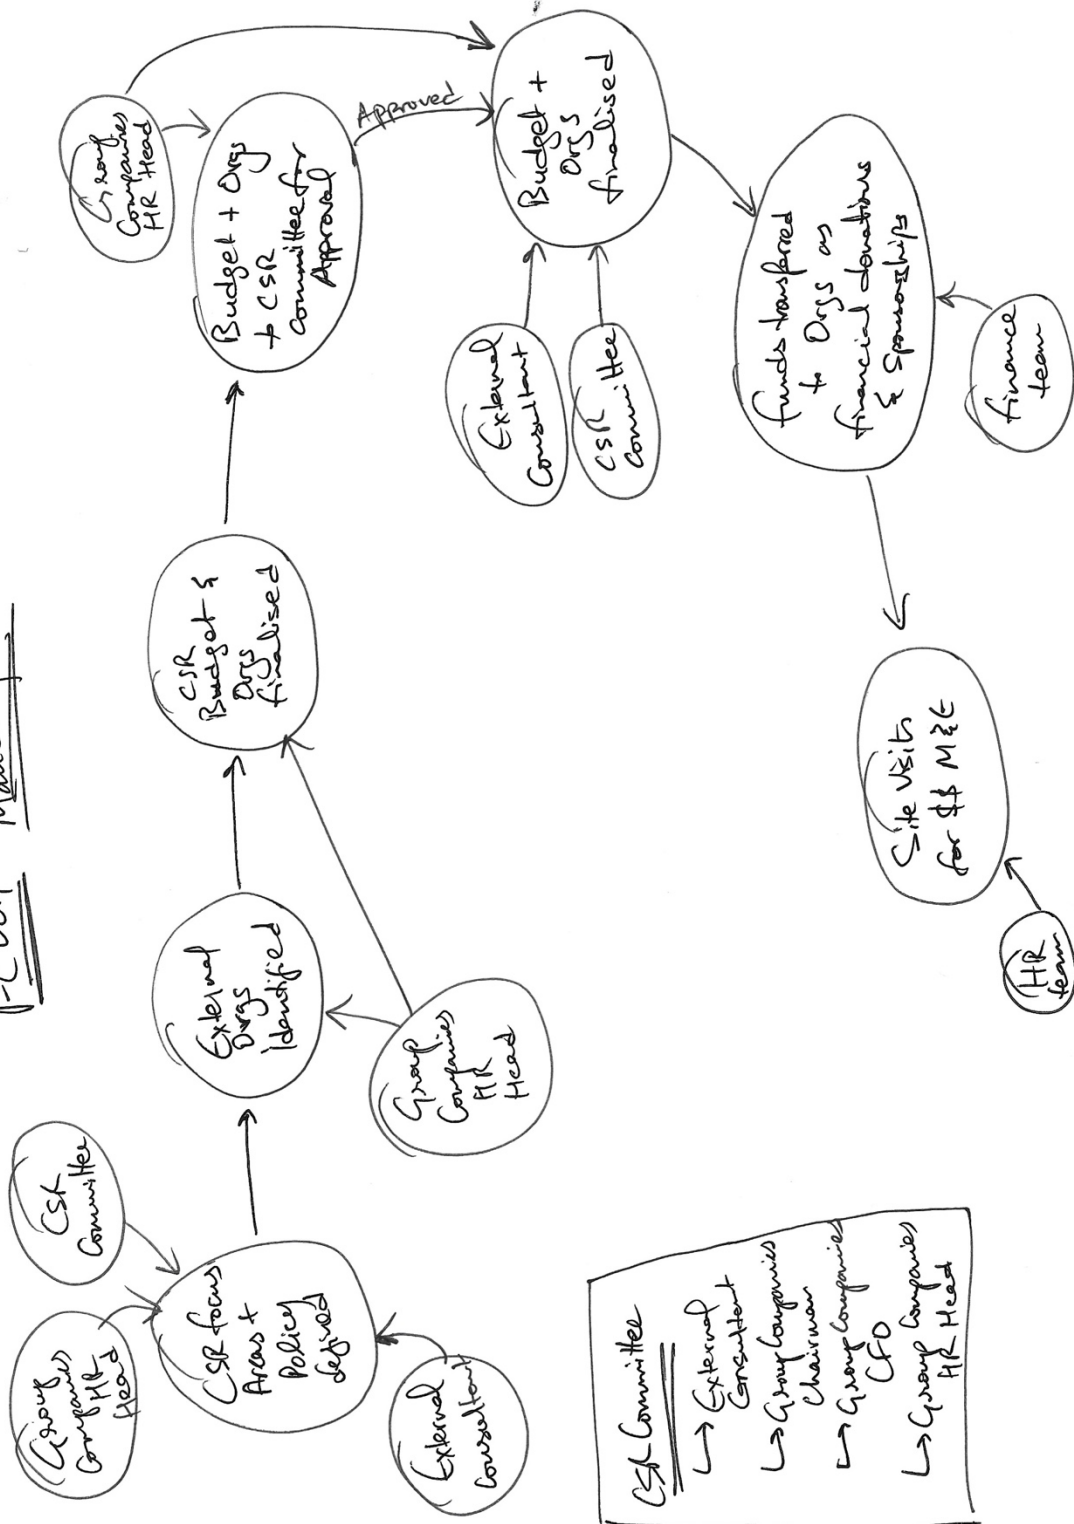 Group
Companies
HR
Head
CSR
Committee
CSR focus
Areas +
Policy
defined
External
Consultant
External
Orgs
Identified
Group
Companies
HR
Head
CSR
Budget &
Orgs
finalised
Group
Companies
HR Head
Budget + Orgs
to CSR
Committee for
Approval
Approved
Budget +
Orgs
finalised
External
Consultant
CSR
Committee
funds transferred
to Orgs as
financial donations
& Sponsorships
finance
team
Site Visits
for $$ M&E
HR
team
CSR Committee
↳ External
Consultant
↳ Group Companies
Chairman
↳ Group Companies
CFO
↳ Group Companies
HR Head